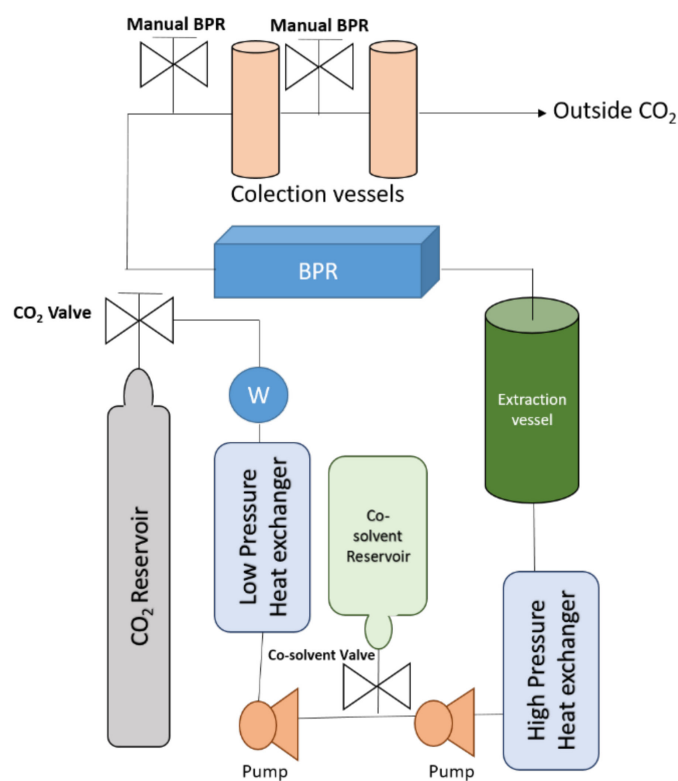 Manual BPR
Manual BPR
Outside CO₂
Colection vessels
BPR
CO₂ Valve
W
Extraction
vessel
Low Pressure
Heat exchanger
Co-
solvent
Reservoir
CO₂ Reservoir
High Pressure
Heat exchanger
Co-solvent Valve
Pump
Pump